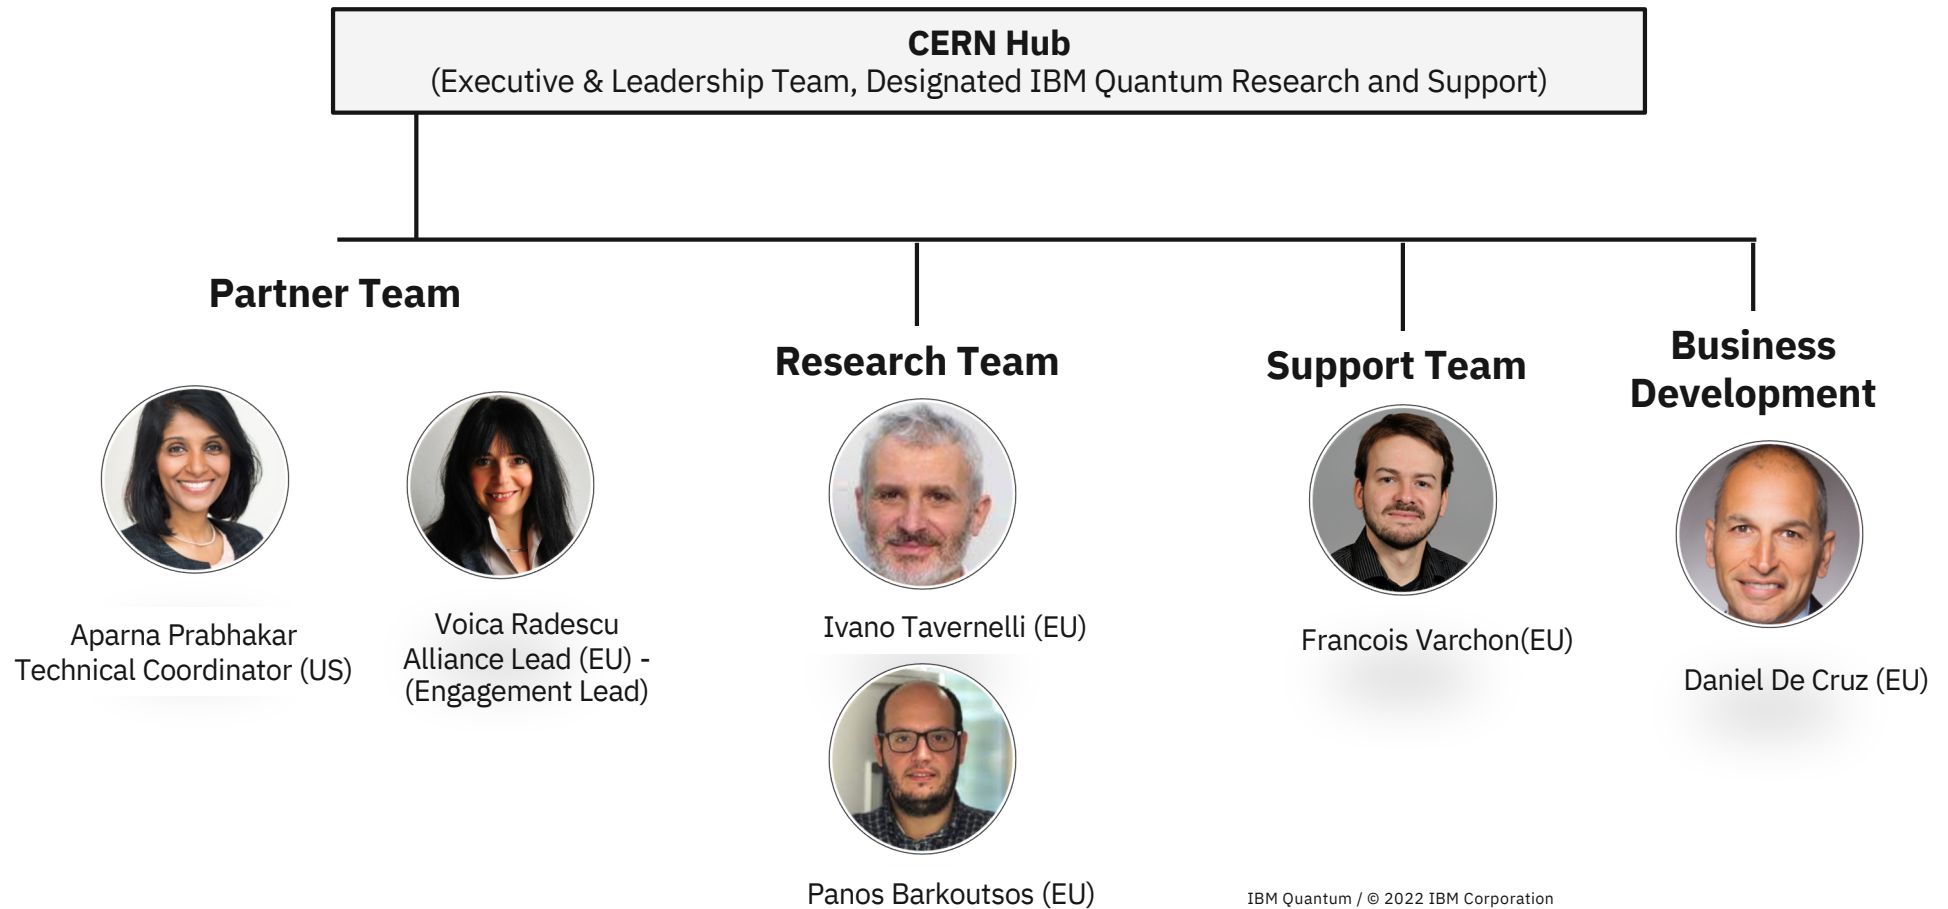 CERN Hub
(Executive & Leadership Team, Designated IBM Quantum Research and Support)
Partner Team
Aparna Prabhakar
Technical Coordinator (US)
Voica Radescu
Alliance Lead (EU) -
(Engagement Lead)
Research Team
Ivano Tavernelli (EU)
Panos Barkoutsos (EU)
Support Team
Francois Varchon(EU)
Business
Development
Daniel De Cruz (EU)
IBM Quantum / © 2022 IBM Corporation